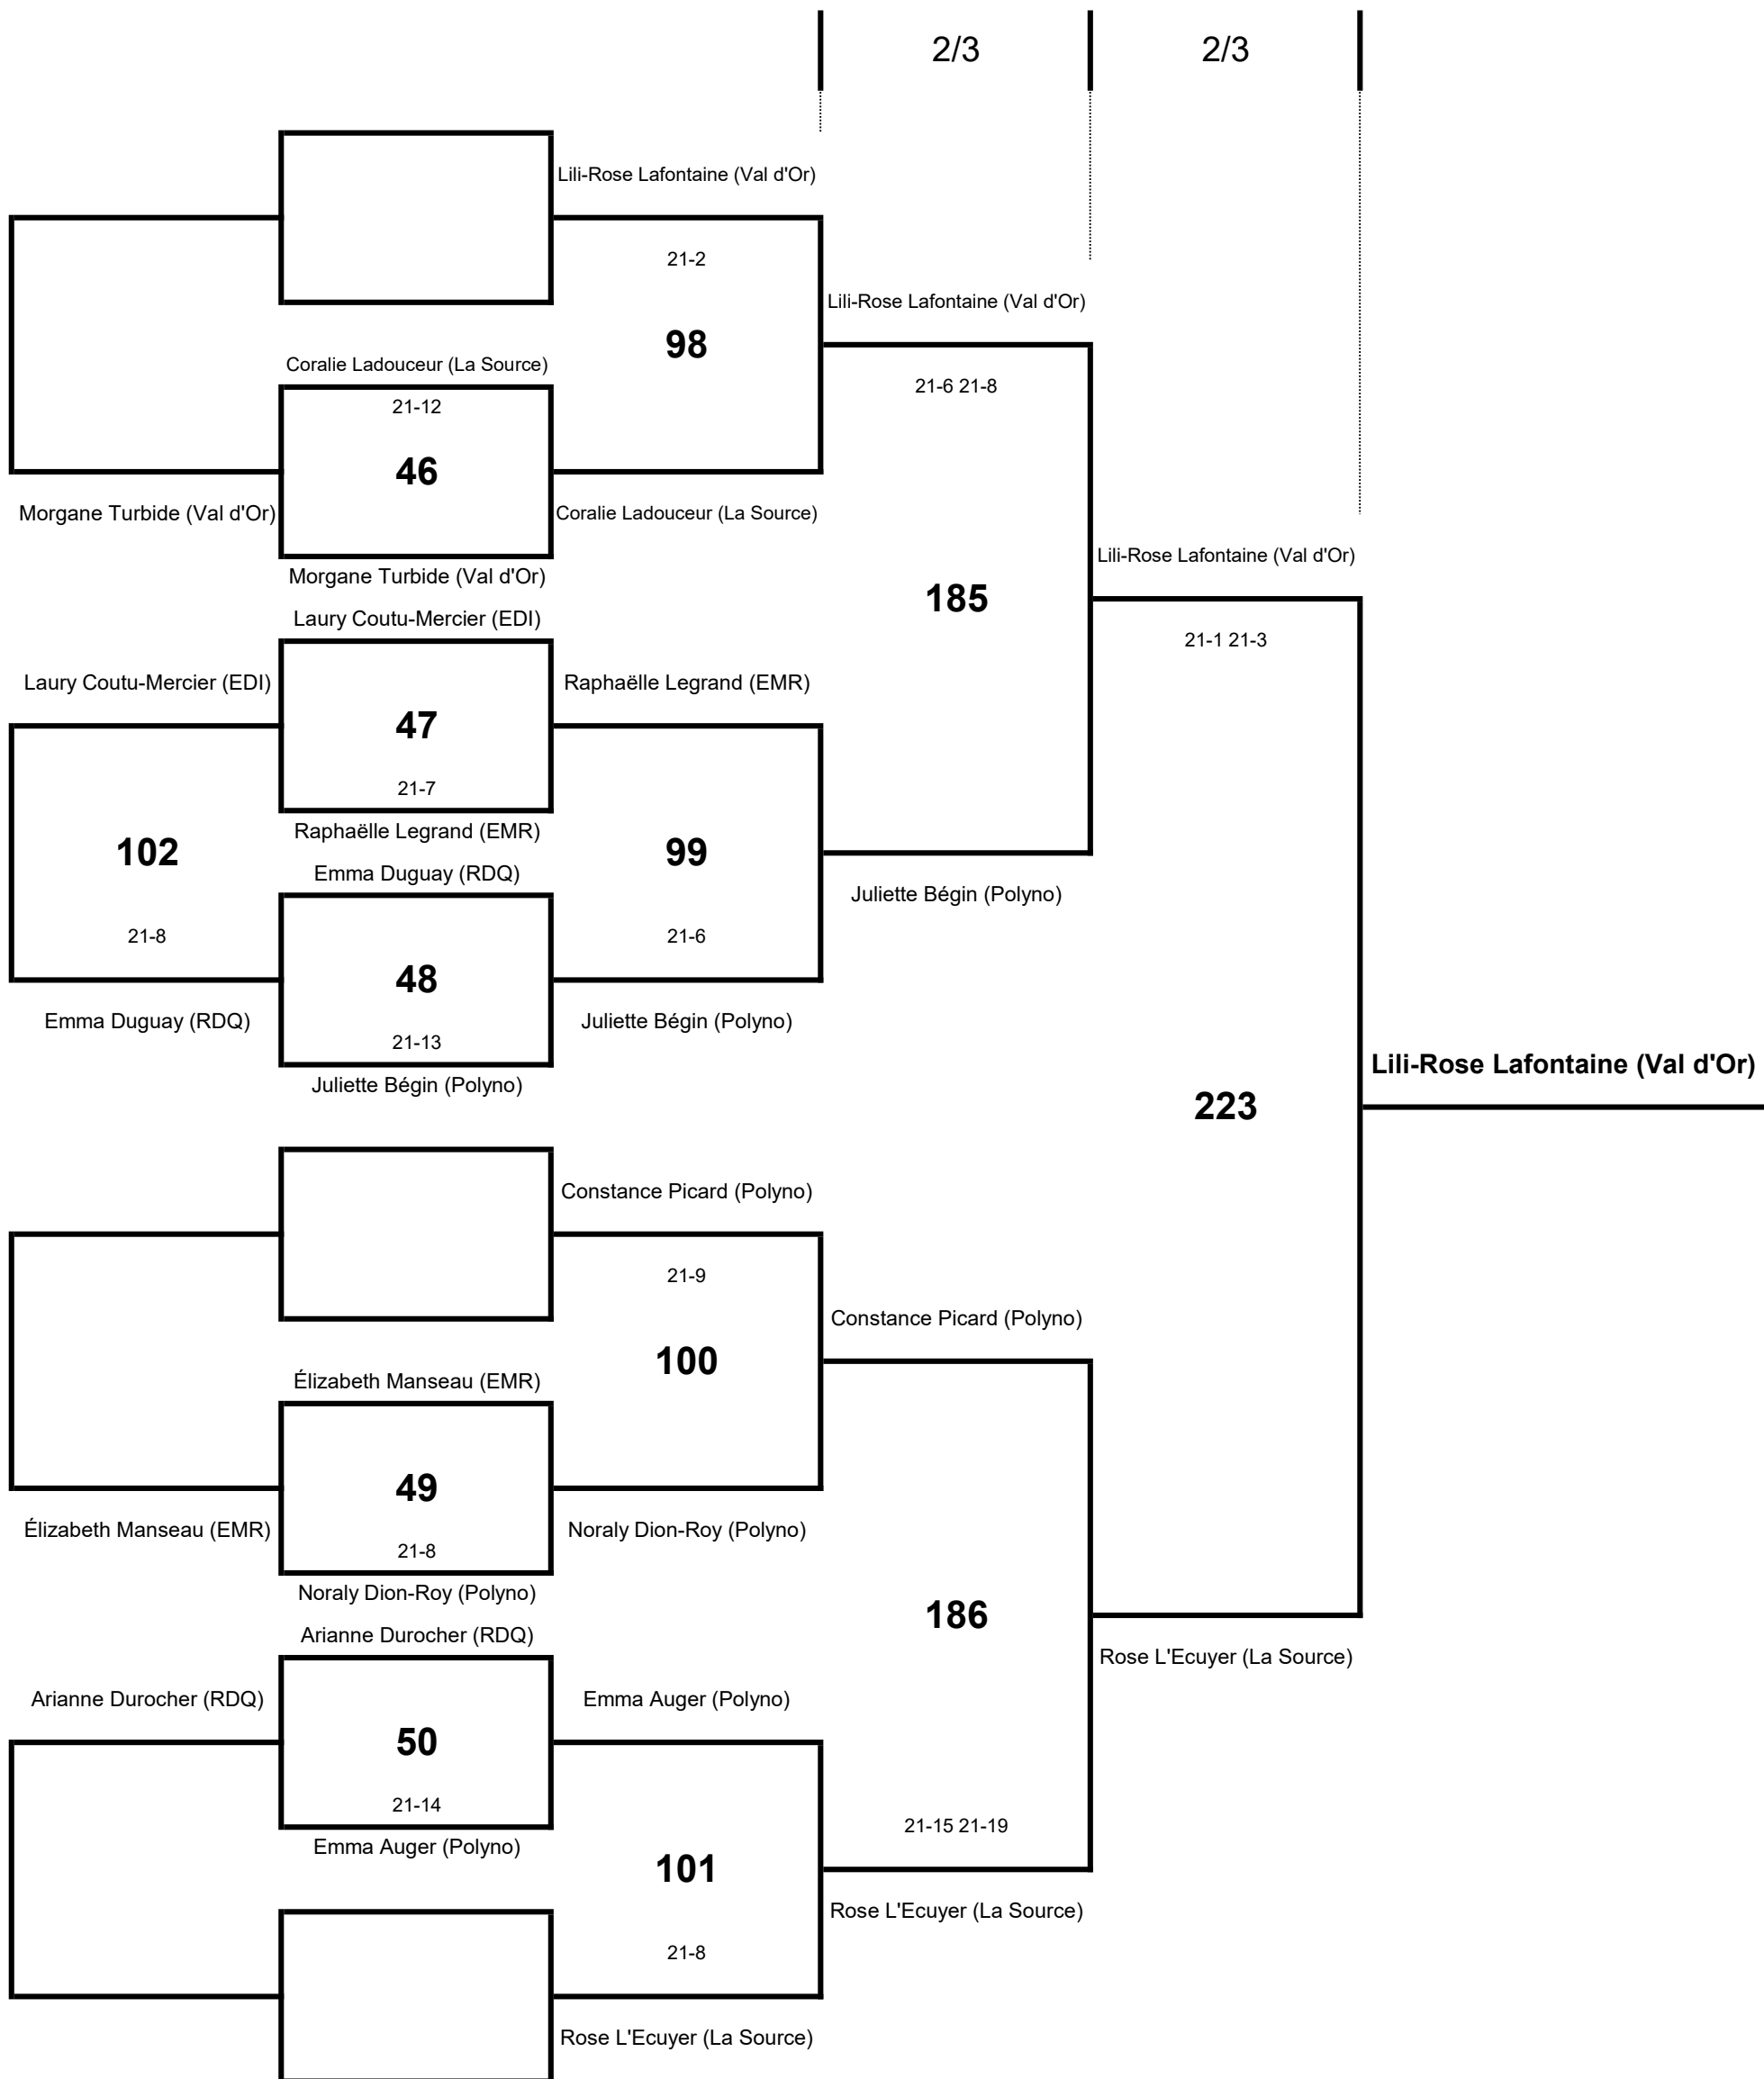 2/3
2/3
Lili-Rose Lafontaine (Val d'Or)
21-2
Lili-Rose Lafontaine (Val d'Or)
98
Coralie Ladouceur (La Source)
21-6 21-8
21-12
46
Morgane Turbide (Val d'Or)
Coralie Ladouceur (La Source)
Lili-Rose Lafontaine (Val d'Or)
Morgane Turbide (Val d'Or)
185
Laury Coutu-Mercier (EDI)
21-1 21-3
Laury Coutu-Mercier (EDI)
Raphaëlle Legrand (EMR)
47
21-7
Raphaëlle Legrand (EMR)
102
99
Emma Duguay (RDQ)
Juliette Bégin (Polyno)
21-8
21-6
48
Emma Duguay (RDQ)
Juliette Bégin (Polyno)
21-13
Lili-Rose Lafontaine (Val d'Or)
Juliette Bégin (Polyno)
223
Constance Picard (Polyno)
21-9
Constance Picard (Polyno)
100
Élizabeth Manseau (EMR)
49
Élizabeth Manseau (EMR)
Noraly Dion-Roy (Polyno)
21-8
Noraly Dion-Roy (Polyno)
186
Arianne Durocher (RDQ)
Rose L'Ecuyer (La Source)
Arianne Durocher (RDQ)
Emma Auger (Polyno)
50
21-14
21-15 21-19
Emma Auger (Polyno)
101
Rose L'Ecuyer (La Source)
21-8
Rose L'Ecuyer (La Source)